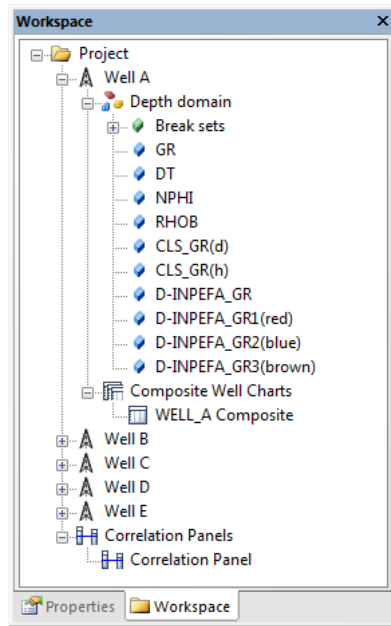 Workspace
Project
Well A
Depth domain
Break sets
GR
DT
NPHI
RHOB
CLS_GR(d)
CLS_GR(h)
D-INPEFA_GR
D-INPEFA_GR1(red)
D-INPEFA_GR2(blue)
D-INPEFA_GR3(brown)
Composite Well Charts
WELL_A Composite
Well B
Well C
Well D
Well E
Correlation Panels
Correlation Panel
Properties Workspace